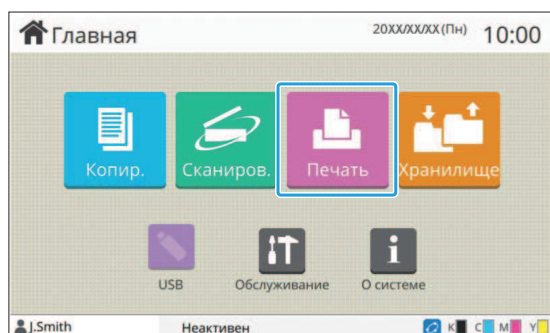 Главная
20XX/XX/XX(Пн) 10:00
Копир. Сканиров. Печать Хранилище
USB Обслуживание О системе
J.Smith Неактивен K C M Y